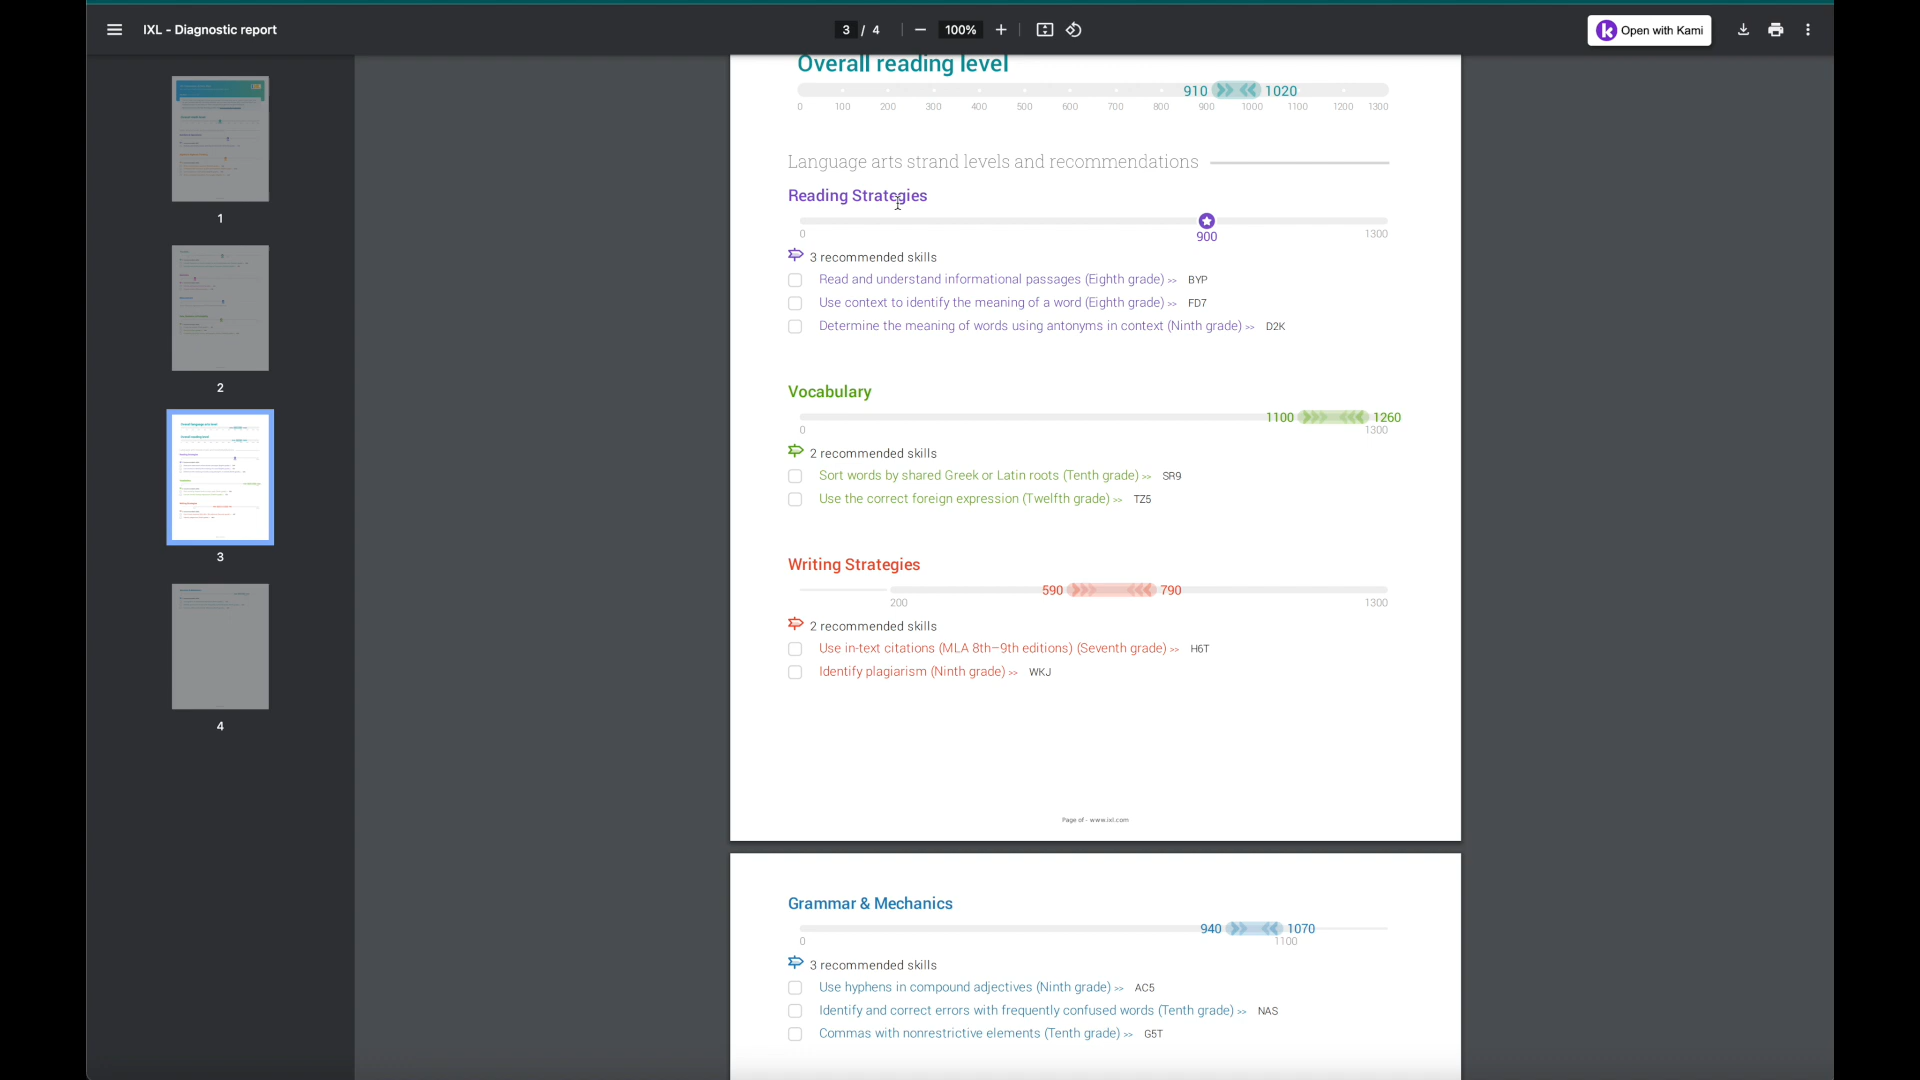 IXL - Diagnostic report
3 / 4
100%
Open with Kami
1
2
3
4
Overall reading level
910 1020
0 100 200 300 400 500 600 700 800 900 1000 1100 1200 1300
Language arts strand levels and recommendations
Reading Strategies
900
0 1300
3 recommended skills
Read and understand informational passages (Eighth grade) >> BYP
Use context to identify the meaning of a word (Eighth grade) >> FD7
Determine the meaning of words using antonyms in context (Ninth grade) >> D2K
Vocabulary
1100 1260
0 1300
2 recommended skills
Sort words by shared Greek or Latin roots (Tenth grade) >> SR9
Use the correct foreign expression (Twelfth grade) >> TZ5
Writing Strategies
590 790
200 1300
2 recommended skills
Use in-text citations (MLA 8th–9th editions) (Seventh grade) >> H6T
Identify plagiarism (Ninth grade) >> WKJ
Page of - www.ixl.com
Grammar & Mechanics
940 1070
0 1100
3 recommended skills
Use hyphens in compound adjectives (Ninth grade) >> AC5
Identify and correct errors with frequently confused words (Tenth grade) >> NAS
Commas with nonrestrictive elements (Tenth grade) >> G5T